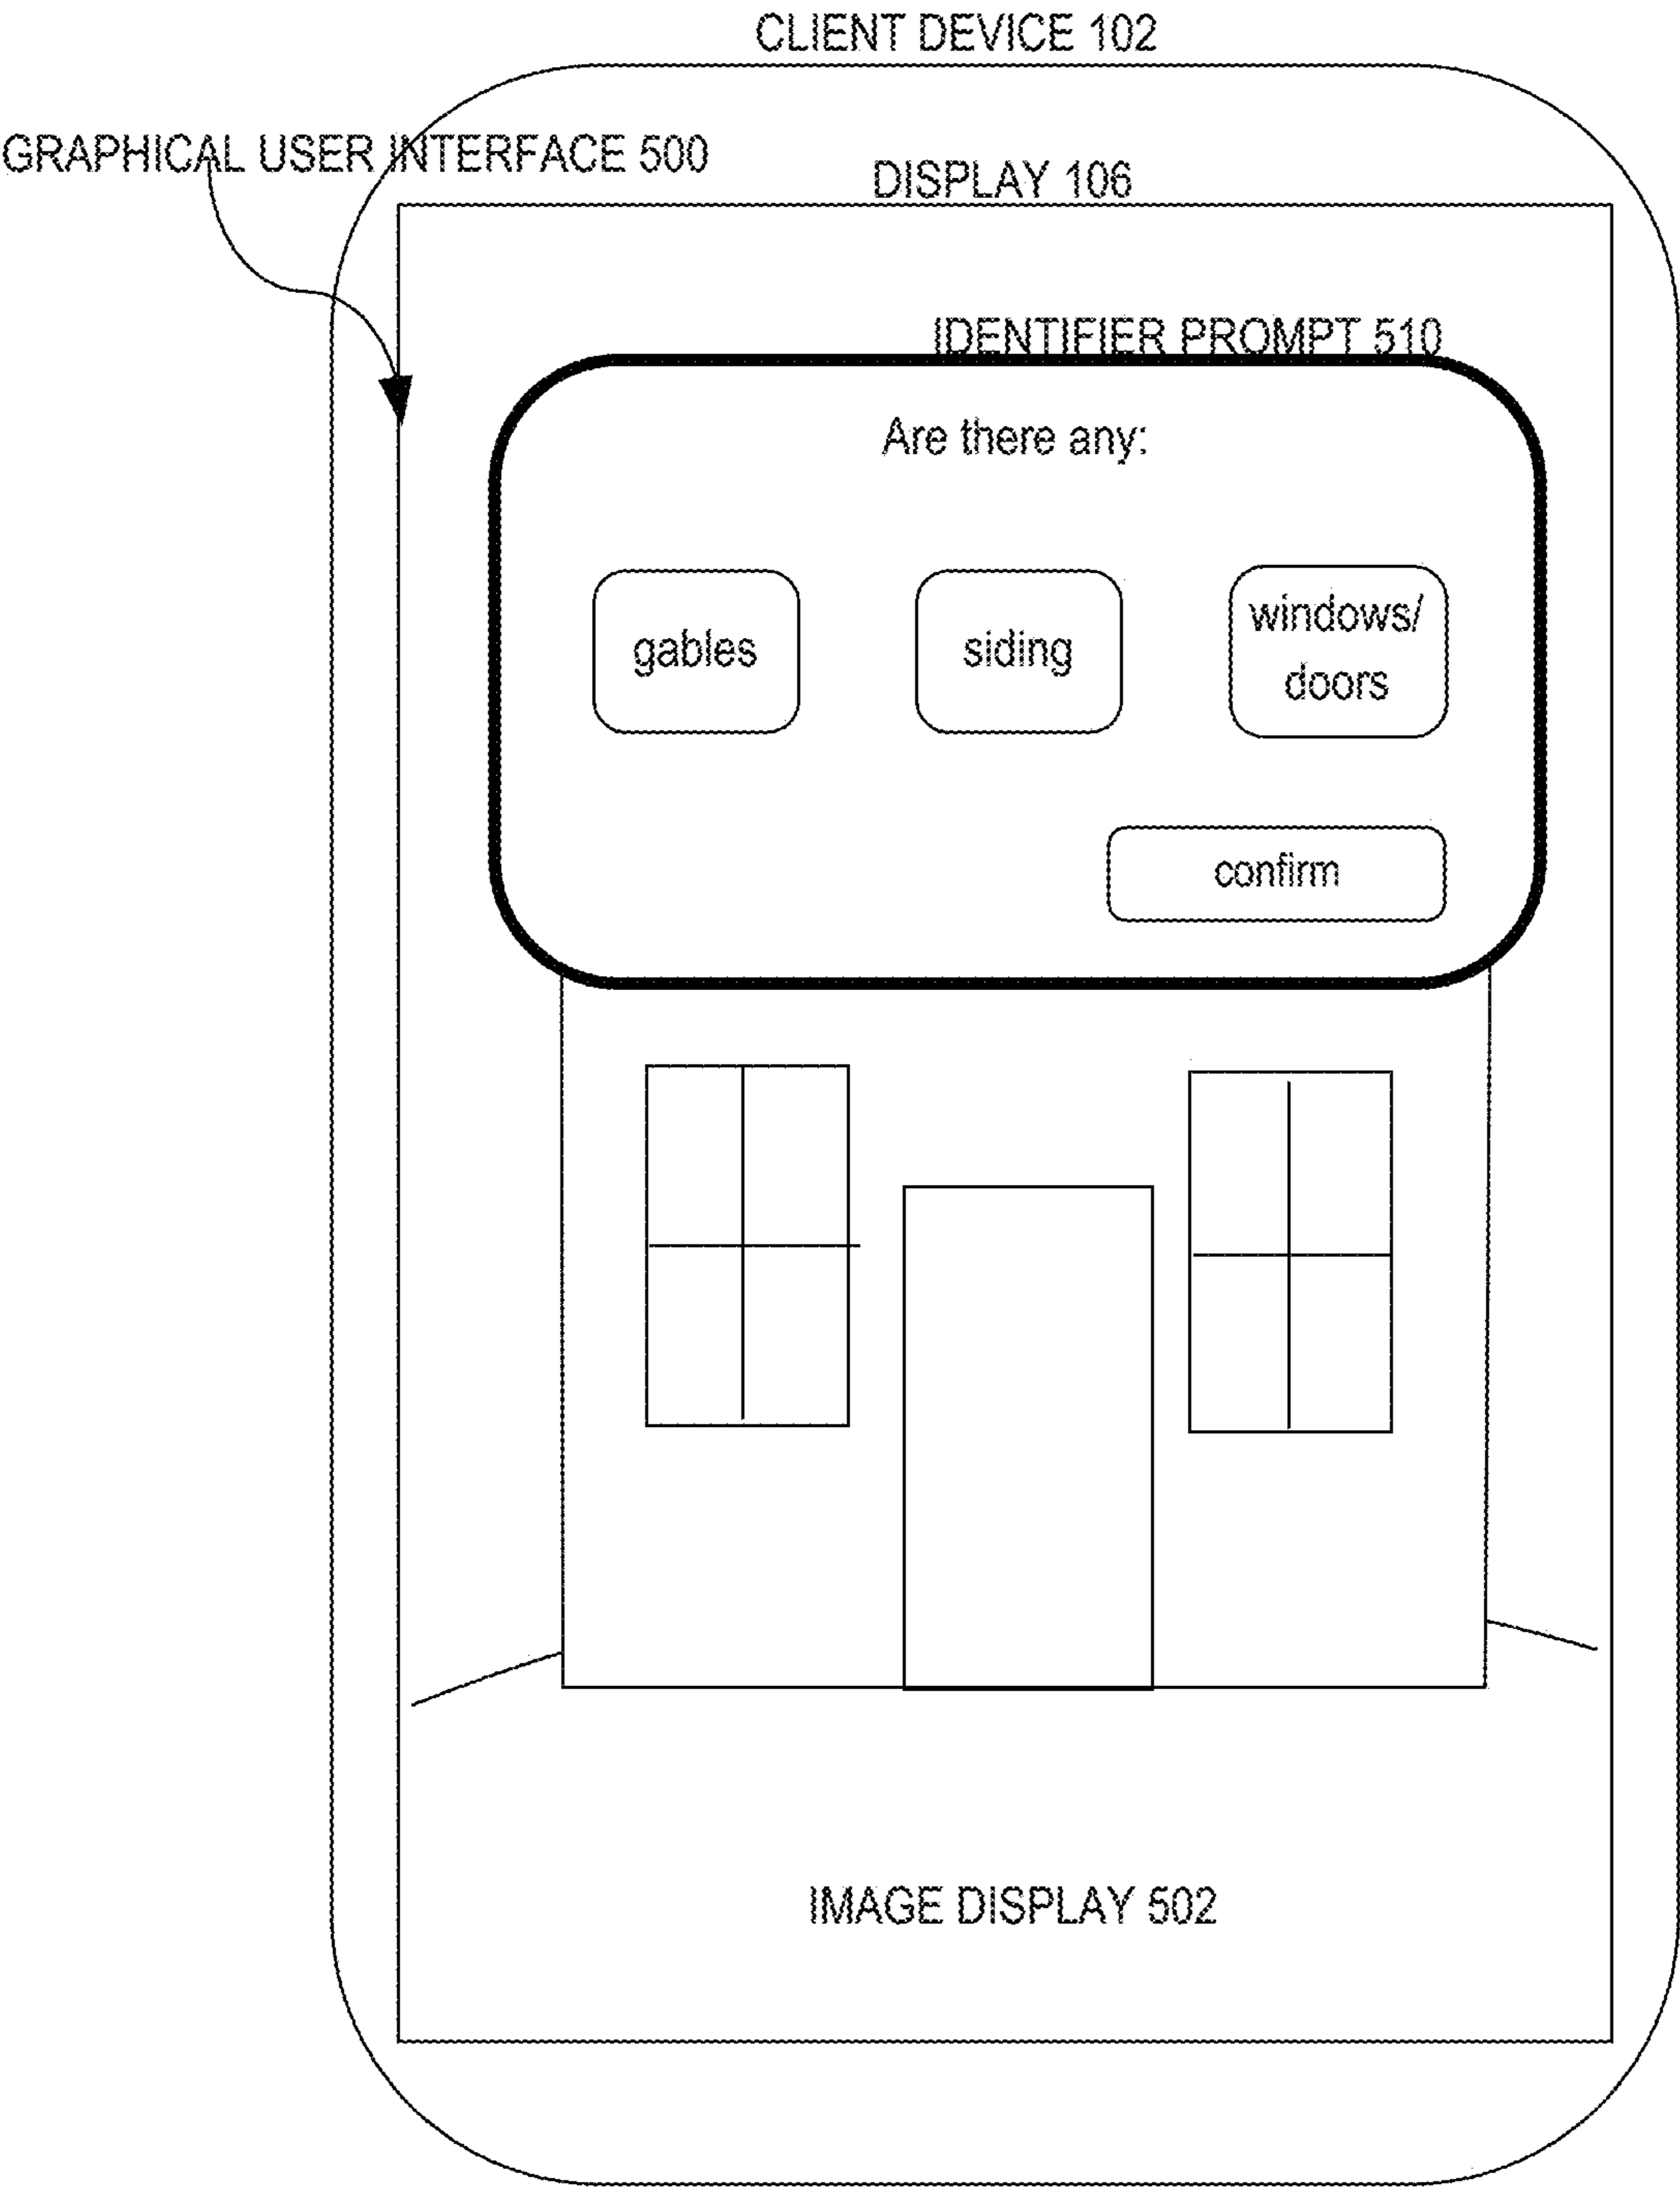 CLIENT DEVICE 102
GRAPHICAL USER INTERFACE 500
DISPLAY 106
IDENTIFIER PROMPT 510
Are there any:
gables
siding
windows/
doors
confirm
IMAGE DISPLAY 502